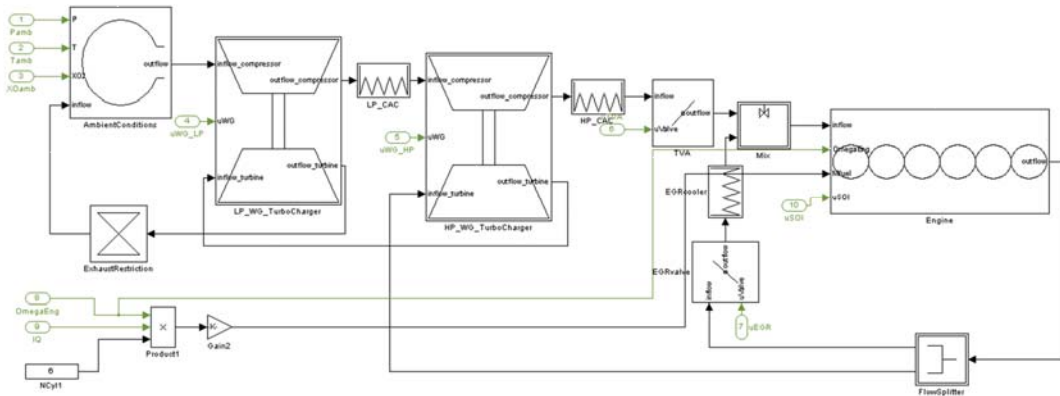 1
Pamb
2
Tamb
3
XOamb
P
T
XO2
inflow
outflow
AmbientConditions
inflow_compressor
outflow_compressor
4
uWG_LP
uWG
outflow_turbine
inflow_turbine
LP_WG_TurboCharger
LP_CAC
inflow_compressor
outflow_compressor
5
uWG_HP
uWG
outflow_turbine
inflow_turbine
HP_WG_TurboCharger
HP_CAC
6
inflow
outflow
uValve
TVA
Mix
EGRcooler
inflow
OmegaEng
Nfuel
uSOI
outflow
Engine
10
uSOI
ExhaustRestriction
EGRvalve
outflow
inflow
uValve
7
uEGR
8
OmegaEng
9
IQ
6
NCyl1
×
Product1
K-
Gain2
FlowSplitter